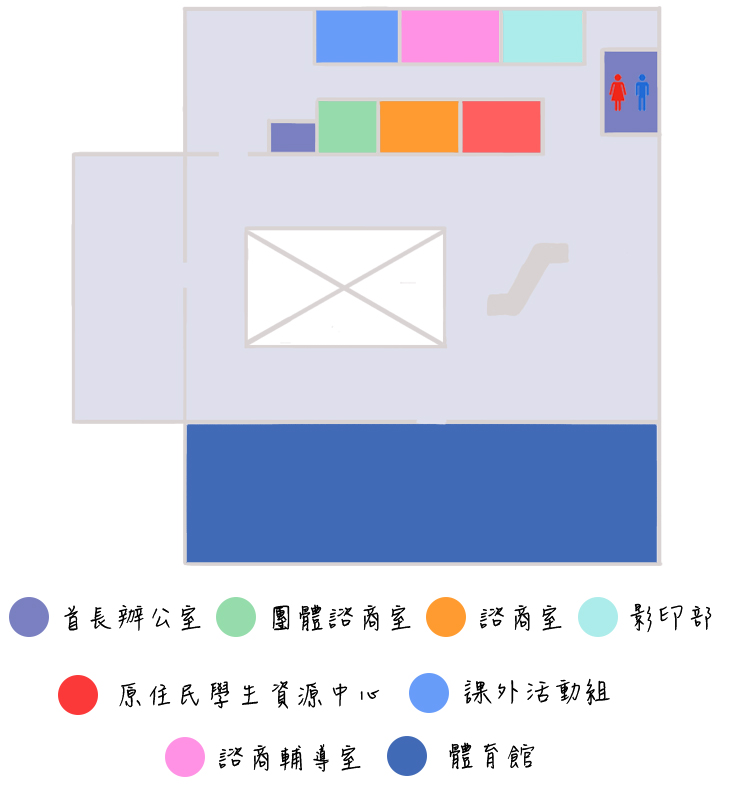 首長辦公室 團體諮商室 諮商室 影印部
原住民學生資源中心 課外活動組
諮商輔導室 體育館